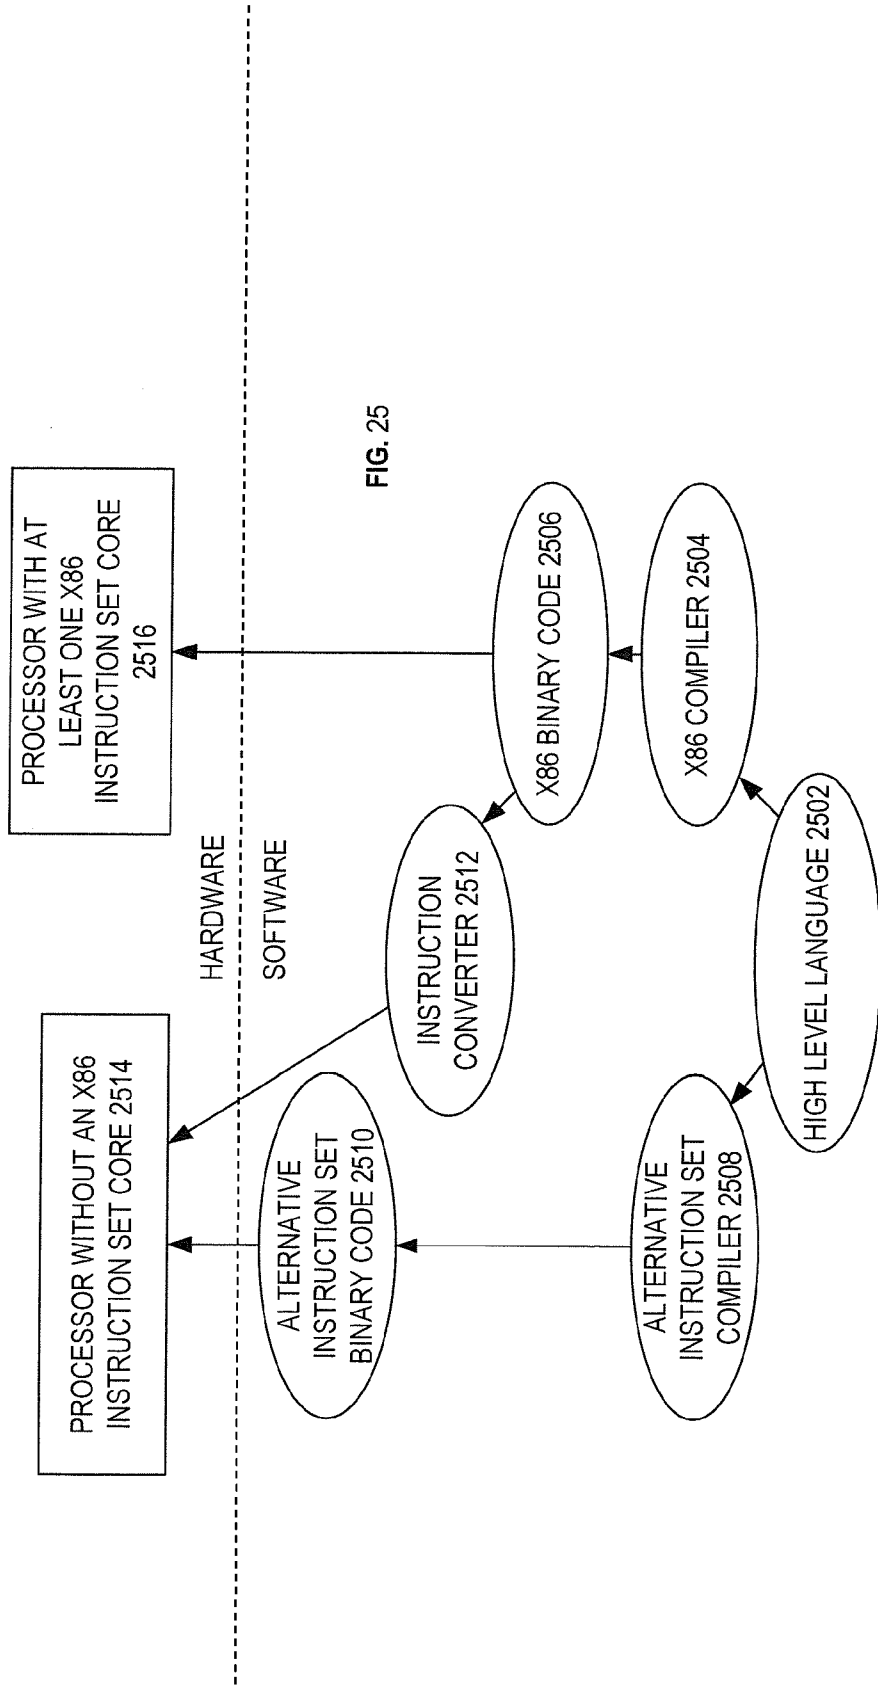 PROCESSOR WITHOUT AN X86
INSTRUCTION SET CORE 2514
PROCESSOR WITH AT
LEAST ONE X86
INSTRUCTION SET CORE
2516
HARDWARE
SOFTWARE
ALTERNATIVE
INSTRUCTION SET
BINARY CODE 2510
INSTRUCTION
CONVERTER 2512
FIG. 25
X86 BINARY CODE 2506
ALTERNATIVE
INSTRUCTION SET
COMPILER 2508
X86 COMPILER 2504
HIGH LEVEL LANGUAGE 2502